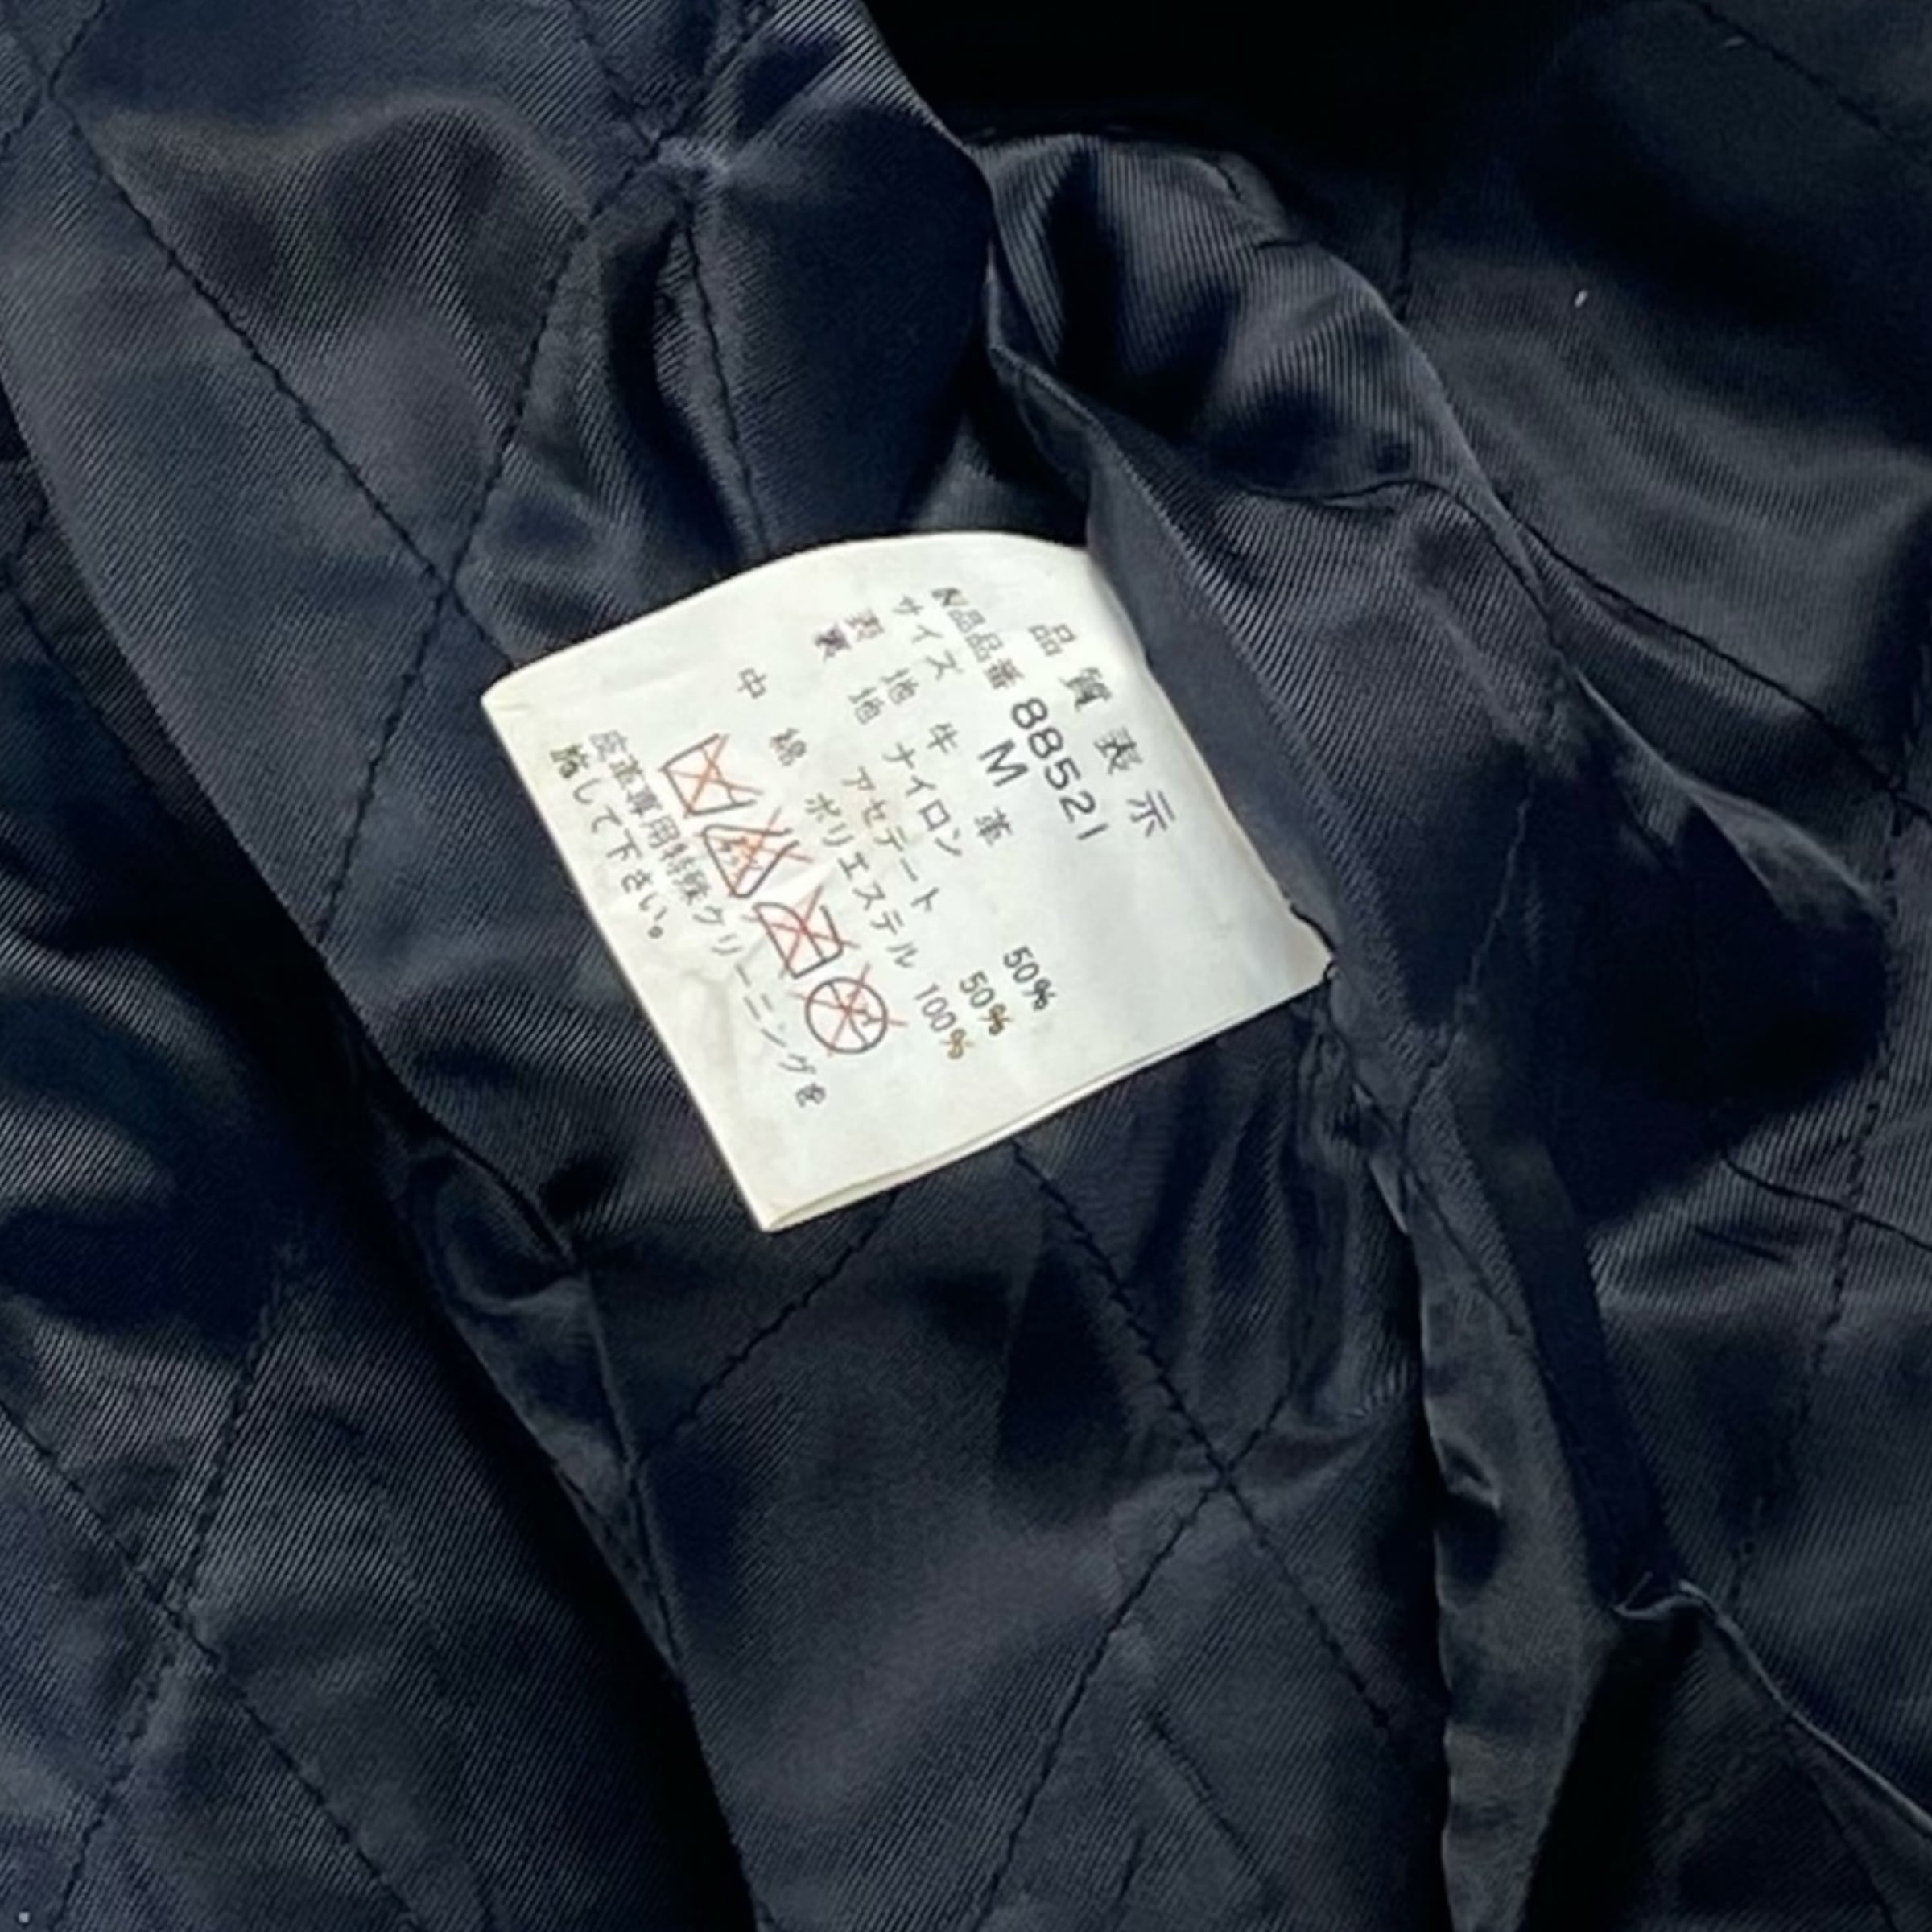 品質表示
製品品番 88521
サイズ M
表地 牛革
裏地 ナイロン 50%
アセテート 50%
中綿 ポリエステル 100%
皮革専用特殊クリーニングを
施して下さい。